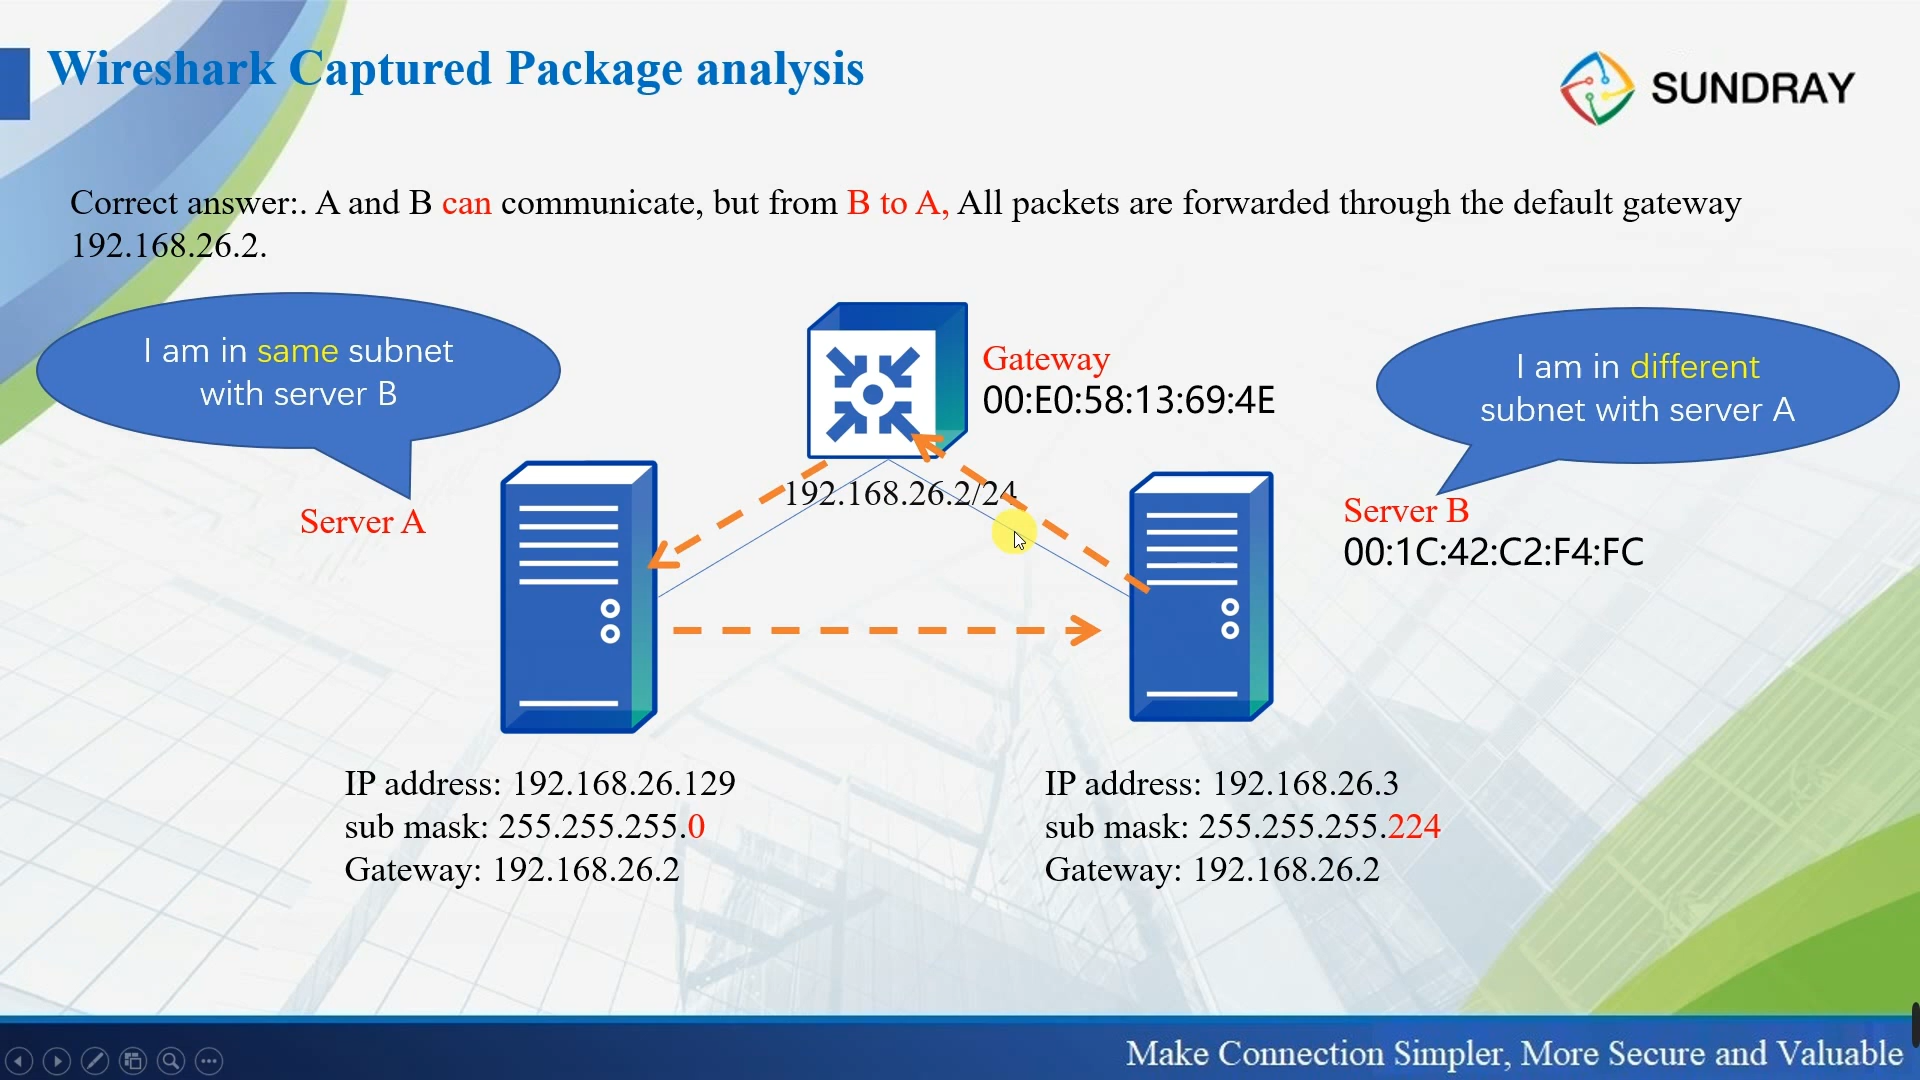 Wireshark Captured Package analysis
SUNDRAY
Correct answer:. A and B can communicate, but from B to A, All packets are forwarded through the default gateway
192.168.26.2.
I am in same subnet
with server B
Gateway
00:E0:58:13:69:4E
I am in different
subnet with server A
192.168.26.2/24
Server A
Server B
00:1C:42:C2:F4:FC
IP address: 192.168.26.129
sub mask: 255.255.255.0
Gateway: 192.168.26.2
IP address: 192.168.26.3
sub mask: 255.255.255.224
Gateway: 192.168.26.2
Make Connection Simpler, More Secure and Valuable